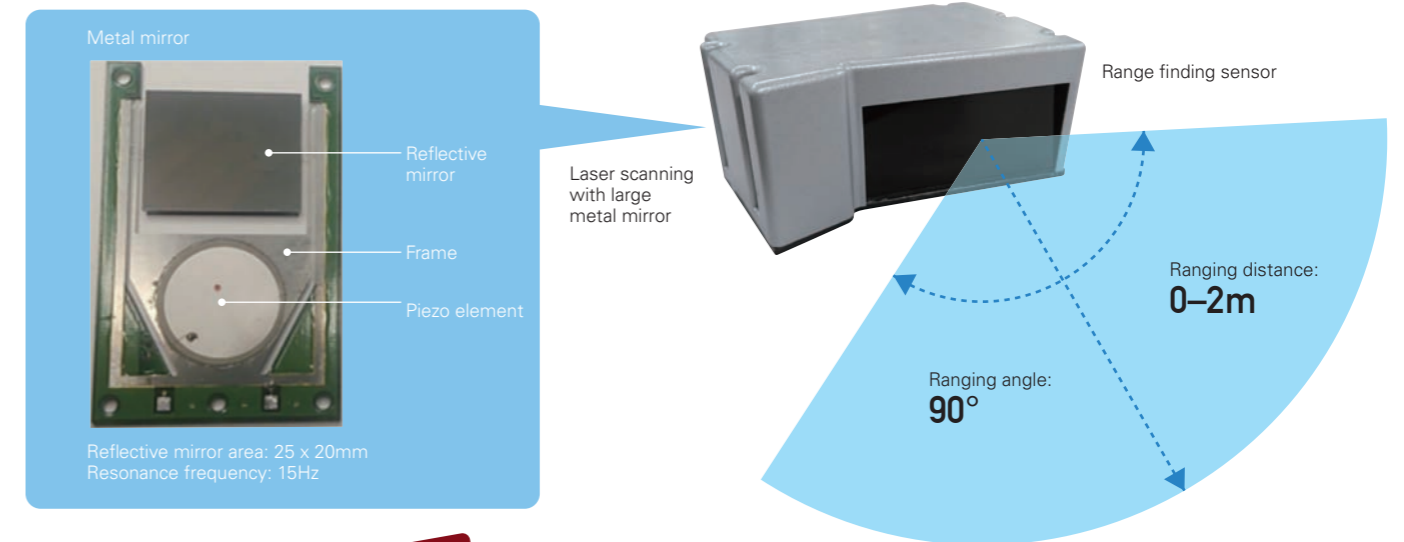 Metal mirror
Reflective
mirror
Frame
Piezo element
Reflective mirror area: 25 x 20mm
Resonance frequency: 15Hz
Laser scanning
with large
metal mirror
Range finding sensor
Ranging distance:
0–2m
Ranging angle:
90°